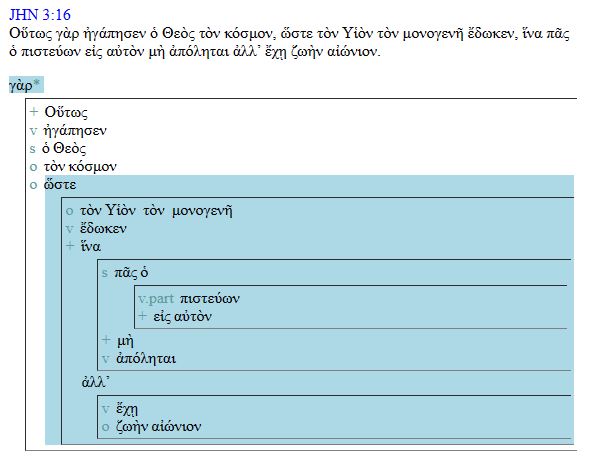 JHN 3:16
Οὕτως γὰρ ἠγάπησεν ὁ Θεὸς τὸν κόσμον, ὥστε τὸν Υἱὸν τὸν μονογενῆ ἔδωκεν, ἵνα πᾶς
ὁ πιστεύων εἰς αὐτὸν μὴ ἀπόληται ἀλλ’ ἔχῃ ζωὴν αἰώνιον.
γὰρ*
+ Οὕτως
v ἠγάπησεν
s ὁ Θεὸς
o τὸν κόσμον
o ὥστε
o τὸν Υἱὸν τὸν μονογενῆ
v ἔδωκεν
+ ἵνα
s πᾶς ὁ
v.part πιστεύων
+ εἰς αὐτὸν
+ μὴ
v ἀπόληται
ἀλλ’
v ἔχῃ
o ζωὴν αἰώνιον